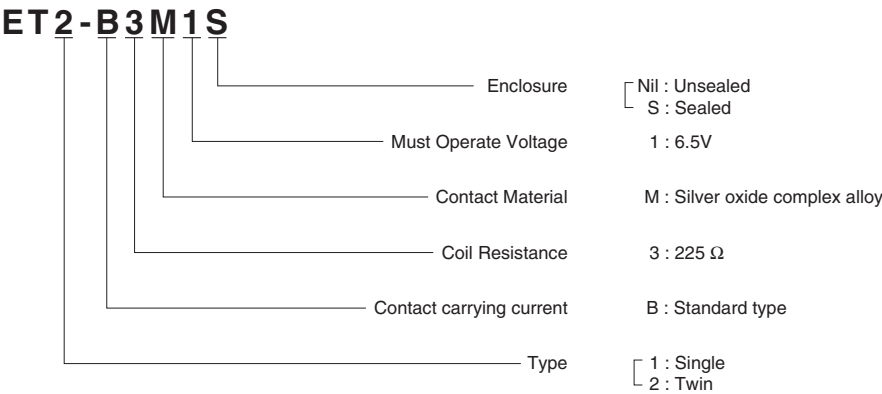 ET2-B3M1S
Enclosure Nil : Unsealed
S : Sealed
Must Operate Voltage 1 : 6.5V
Contact Material M : Silver oxide complex alloy
Coil Resistance 3 : 225 Ω
Contact carrying current B : Standard type
Type 1 : Single
2 : Twin